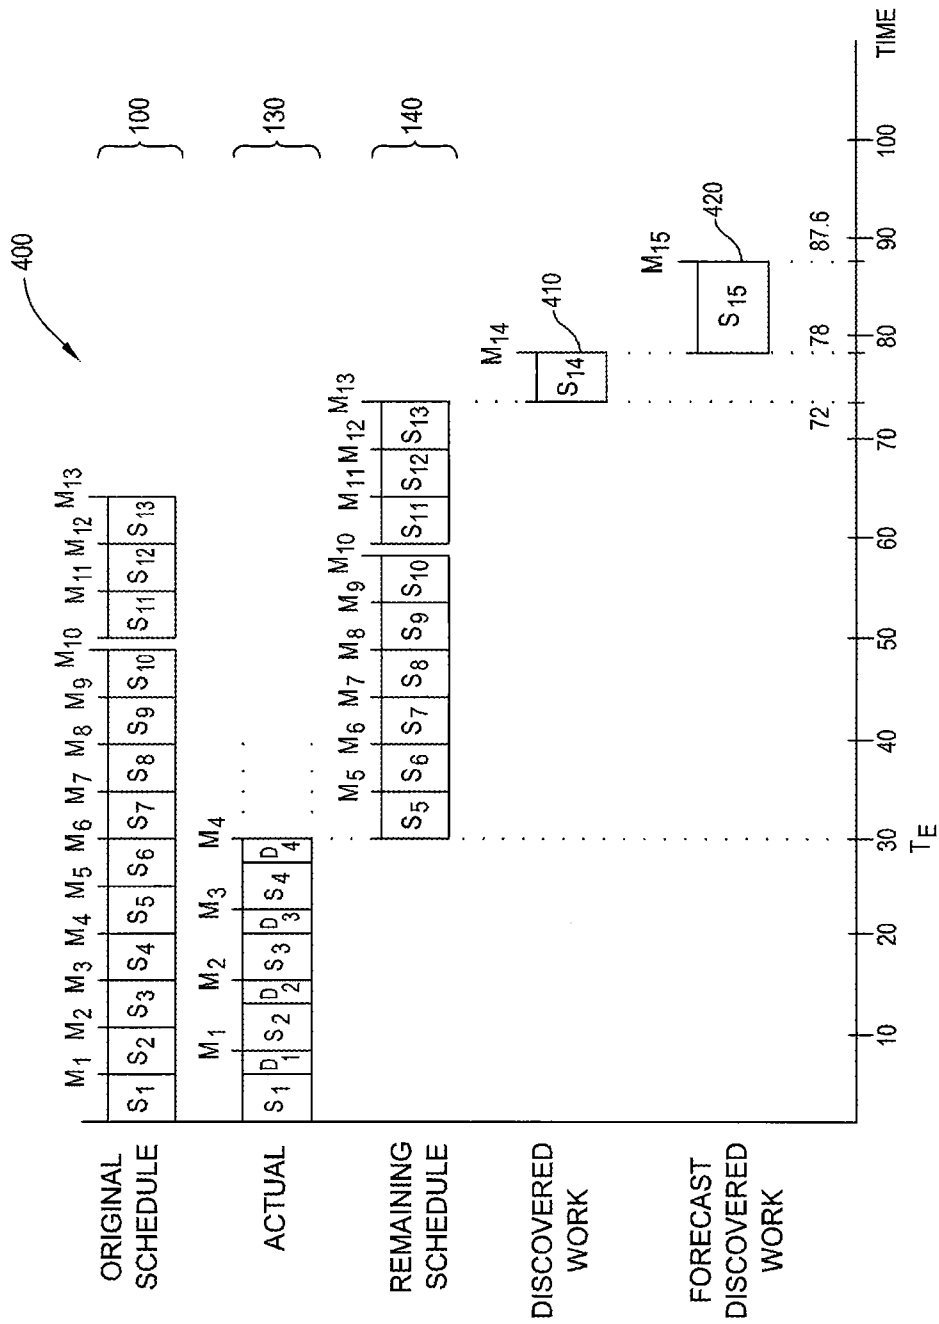 400
ORIGINAL
SCHEDULE
M1 M2 M3 M4 M5 M6 M7 M8 M9 M10 M11 M12 M13
S1 S2 S3 S4 S5 S6 S7 S8 S9 S10 S11 S12 S13
100
ACTUAL
M1 M2 M3 M4
S1 D1 S2 D2 S3 D3 S4 D4
130
REMAINING
SCHEDULE
M5 M6 M7 M8 M9 M10 M11 M12 M13
S5 S6 S7 S8 S9 S10 S11 S12 S13
140
DISCOVERED
WORK
M14
S14
410
FORECAST
DISCOVERED
WORK
M15
S15
420
72 78 87.6
10 20 30 40 50 60 70 80 90 100 TIME
TE